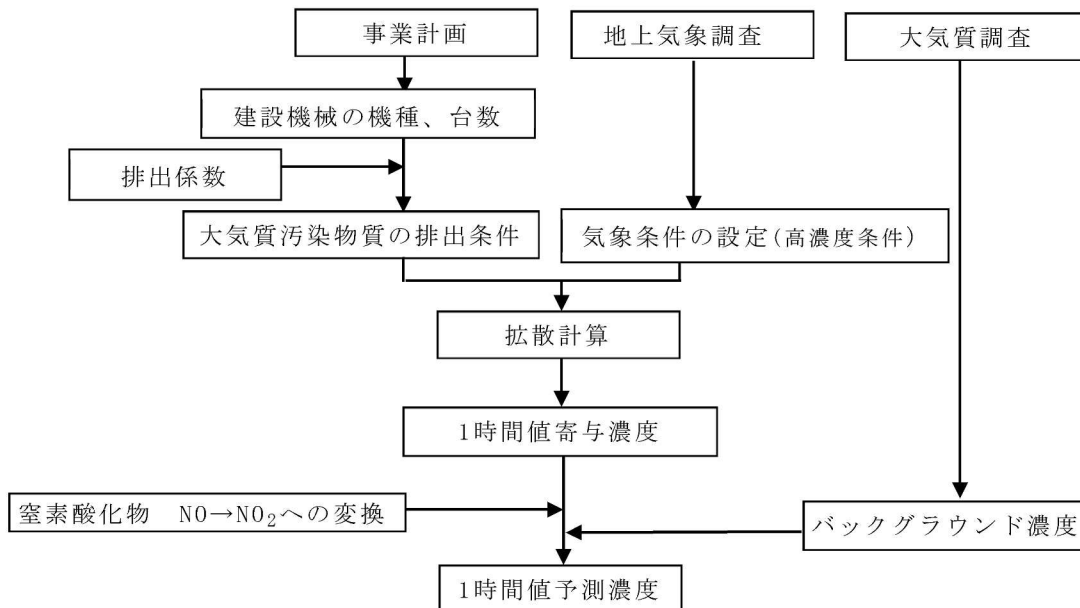 事業計画
地上気象調査
大気質調査
建設機械の機種、台数
排出係数
大気質汚染物質の排出条件
気象条件の設定(高濃度条件)
拡散計算
1時間値寄与濃度
窒素酸化物　NO→NO₂への変換
バックグラウンド濃度
1時間値予測濃度